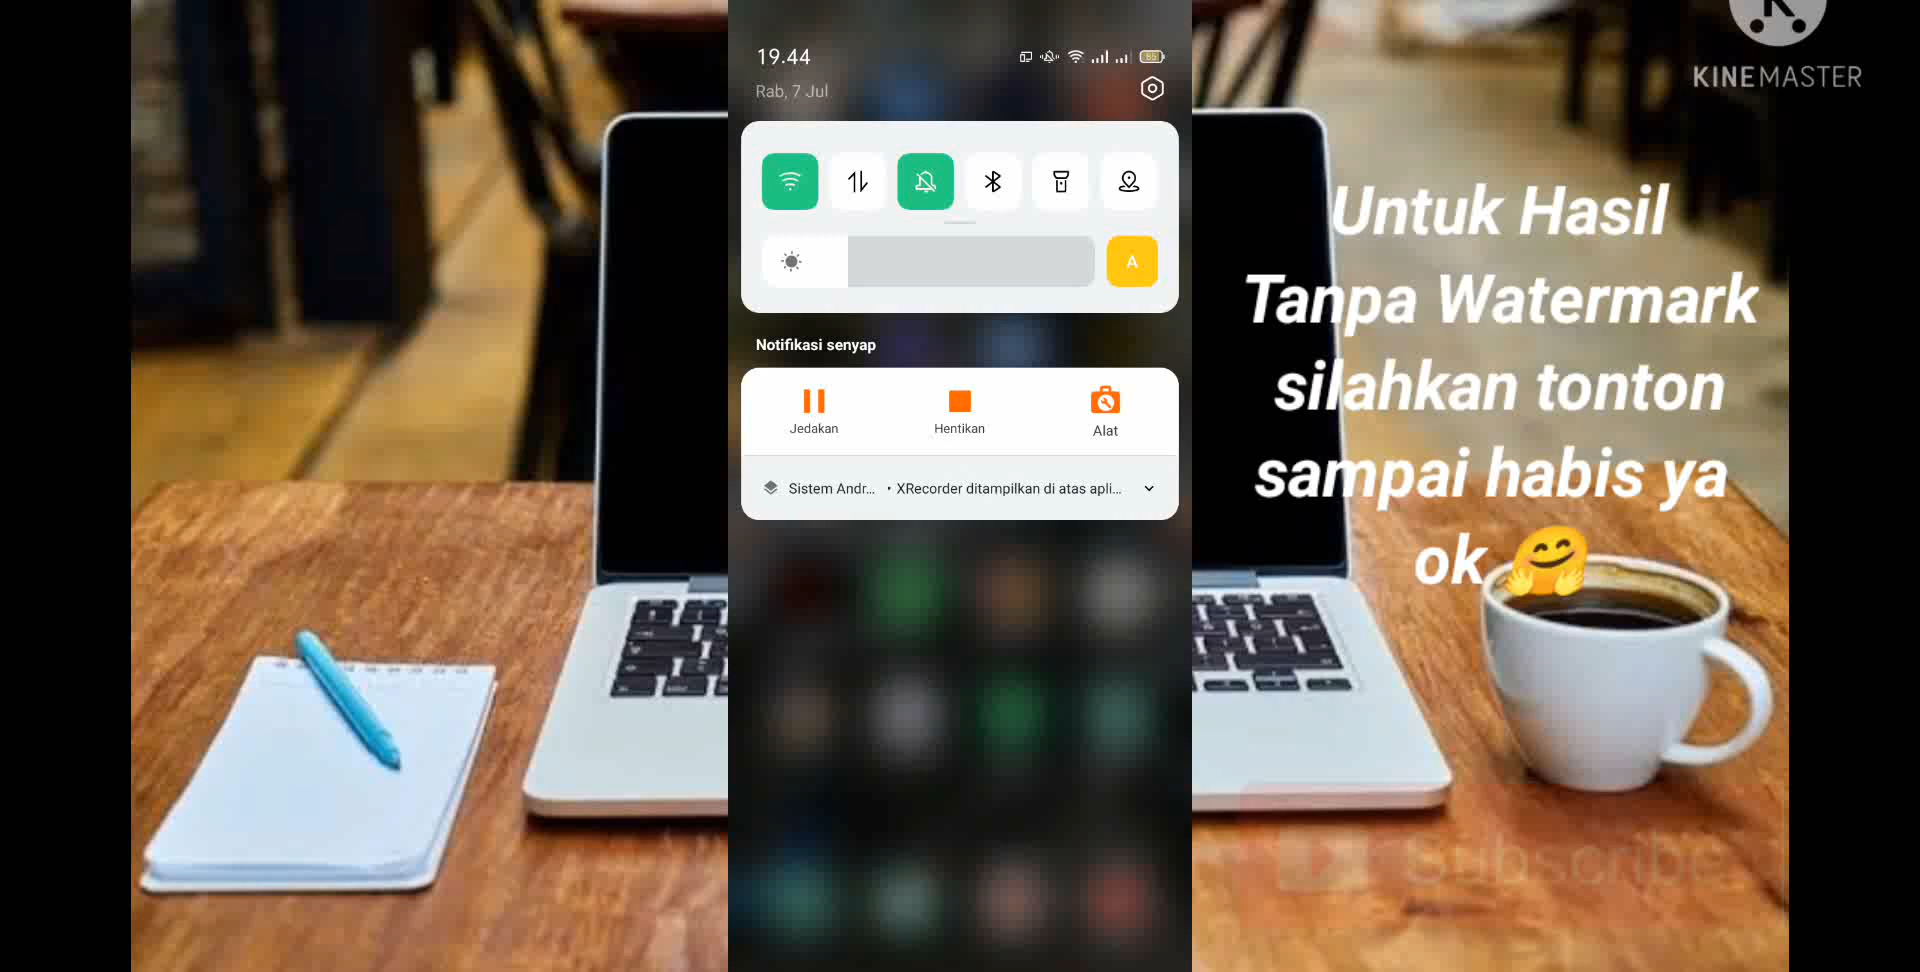 19.44
85
Rab, 7 Jul
A
Notifikasi senyap
Jedakan
Hentikan
Alat
Sistem Andr... • XRecorder ditampilkan di atas apli...
KINEMASTER
Untuk Hasil
Tanpa Watermark
silahkan tonton
sampai habis ya
ok 🤗
Subscribe